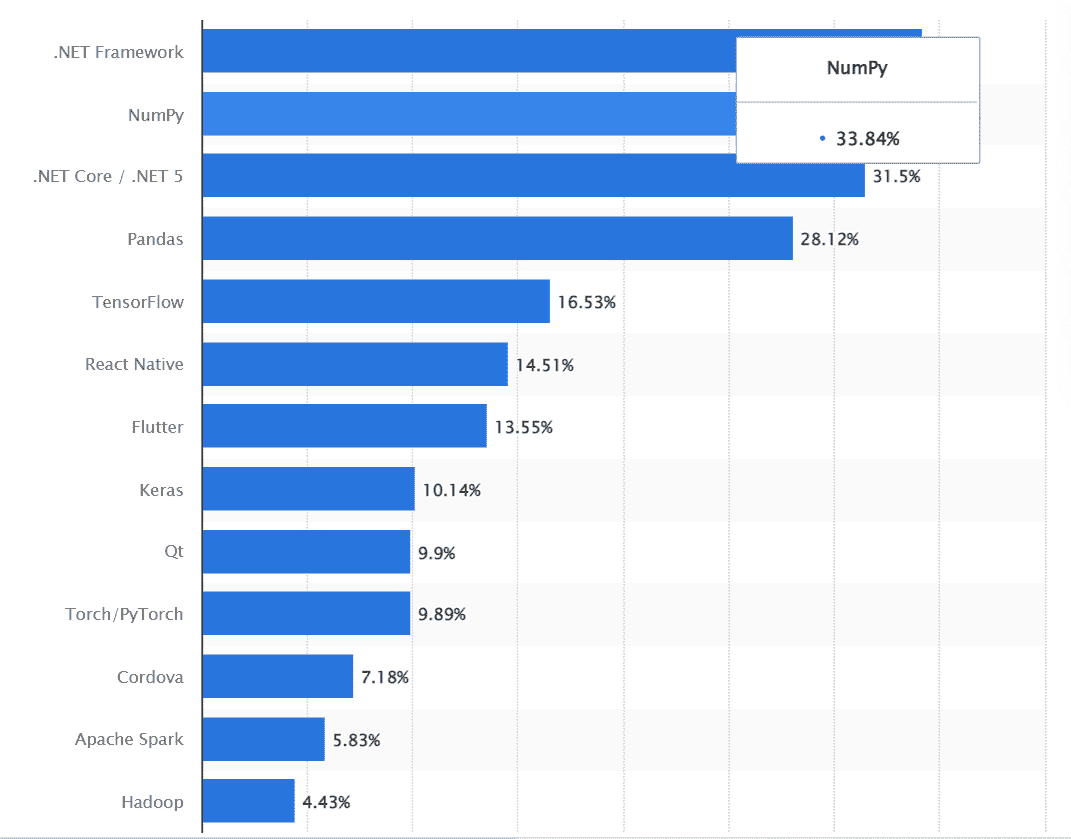 .NET Framework
NumPy
NumPy
33.84%
.NET Core / .NET 5 31.5%
Pandas 28.12%
TensorFlow 16.53%
React Native 14.51%
Flutter 13.55%
Keras 10.14%
Qt 9.9%
Torch/PyTorch 9.89%
Cordova 7.18%
Apache Spark 5.83%
Hadoop 4.43%